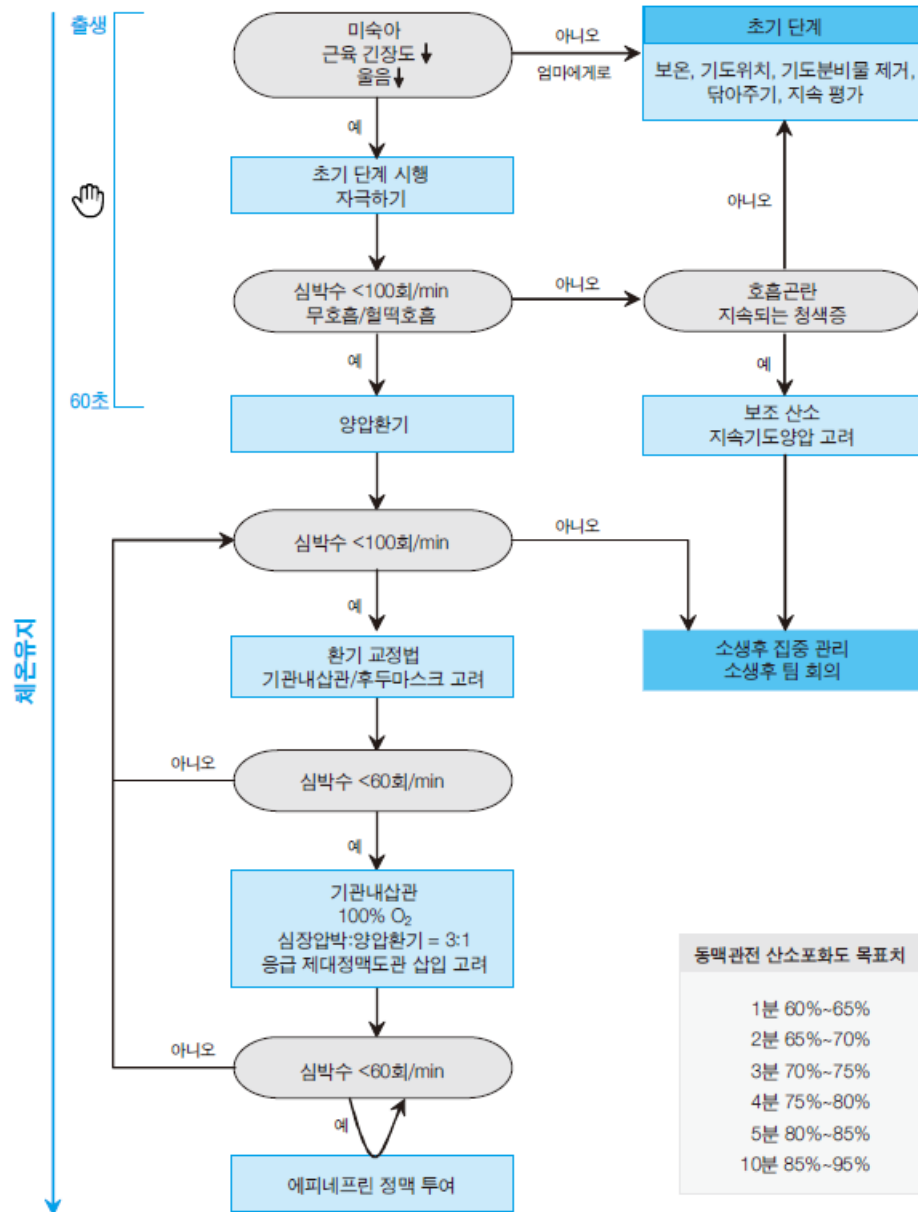 출생
미숙아
근육 긴장도 ↓
울음 ↓
아니오
엄마에게로
초기 단계
보온, 기도위치, 기도분비물 제거,
닦아주기, 지속 평가
예
초기 단계 시행
자극하기
아니오
심박수 <100회/min
무호흡/헐떡호흡
아니오
호흡곤란
지속되는 청색증
예
예
60초
양압환기
보조 산소
지속기도양압 고려
심박수 <100회/min
아니오
예
체온유지
환기 교정법
기관내삽관/후두마스크 고려
소생후 집중 관리
소생후 팀 회의
아니오
심박수 <60회/min
예
기관내삽관
100% O₂
심장압박:양압환기 = 3:1
응급 제대정맥도관 삽입 고려
아니오
심박수 <60회/min
예
에피네프린 정맥 투여
동맥관전 산소포화도 목표치
1분 60%~65%
2분 65%~70%
3분 70%~75%
4분 75%~80%
5분 80%~85%
10분 85%~95%